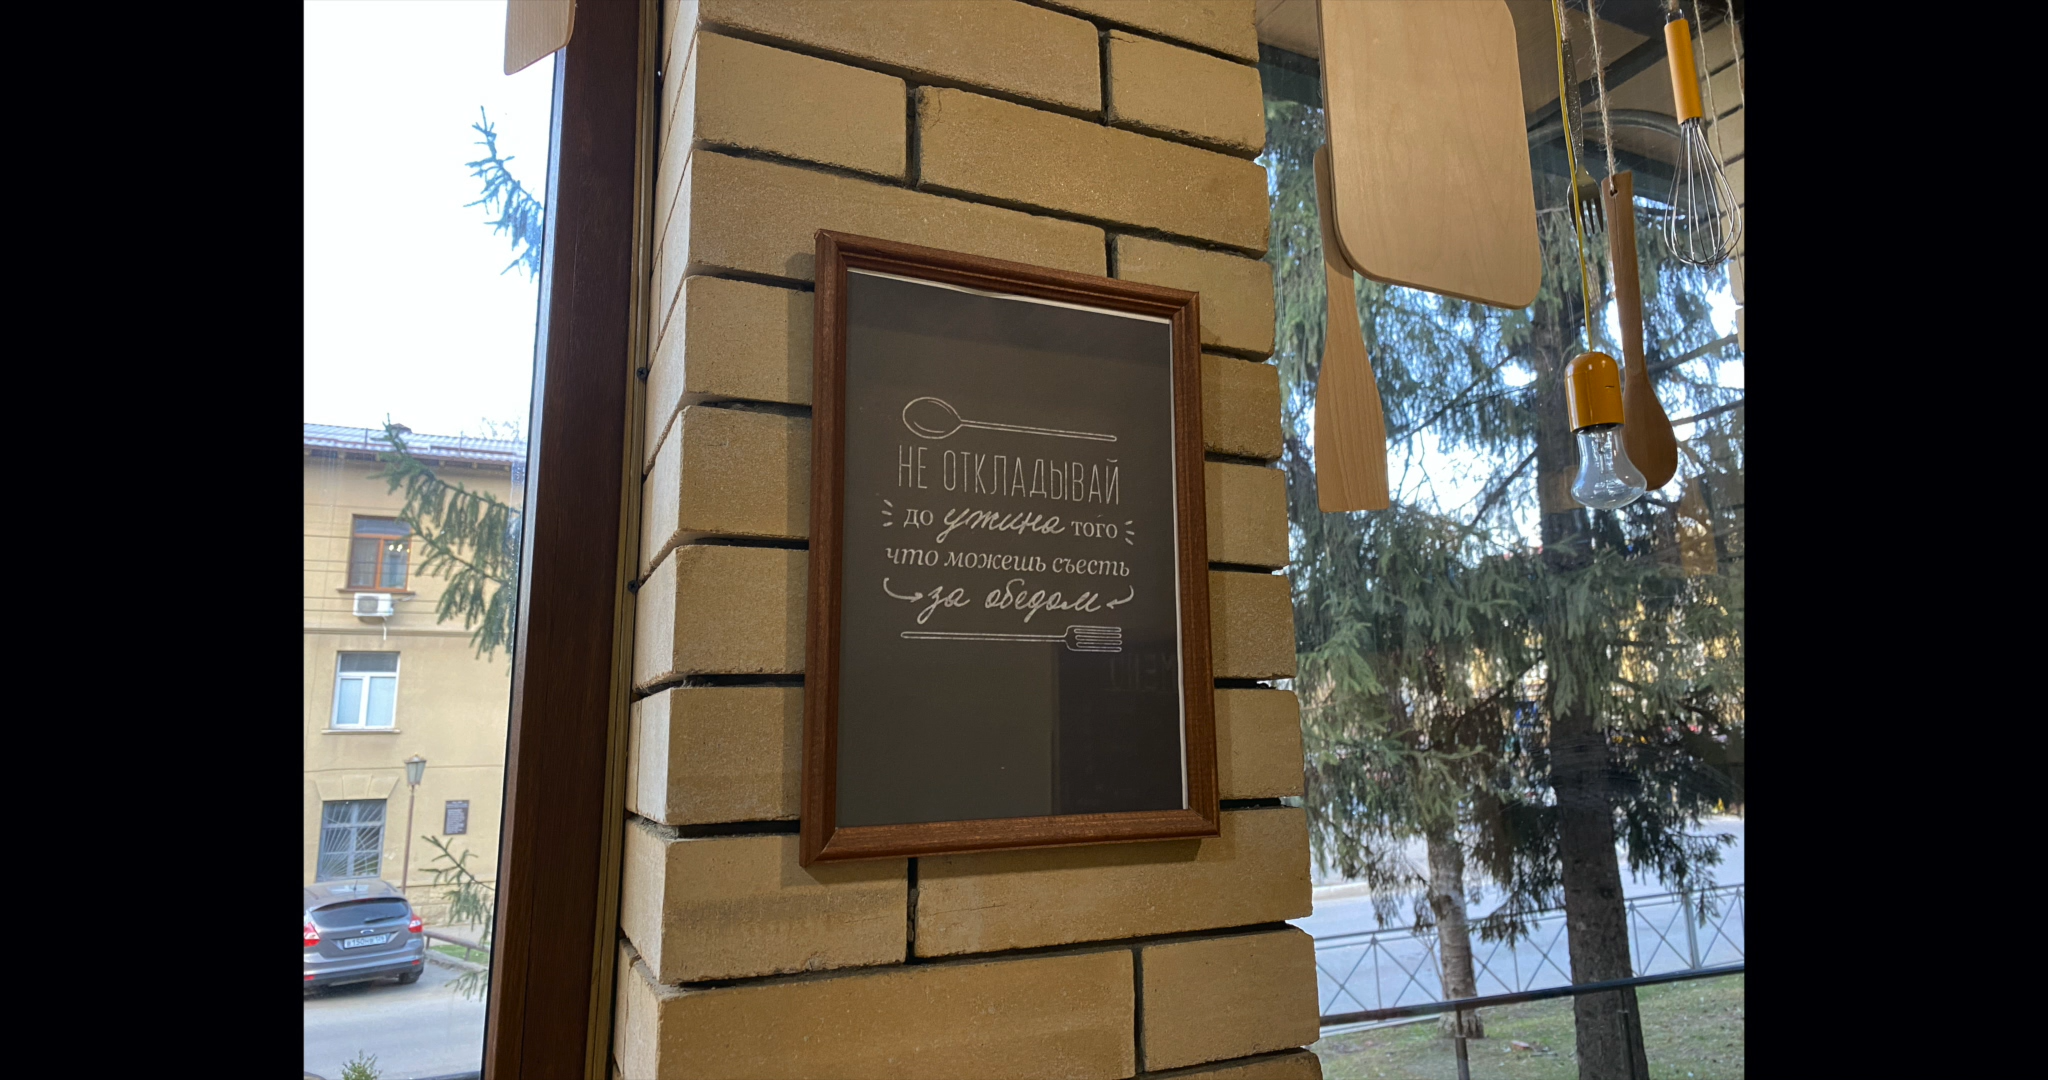 НЕ ОТКЛАДЫВАЙ
до ужина того
что можешь съесть
за обедом